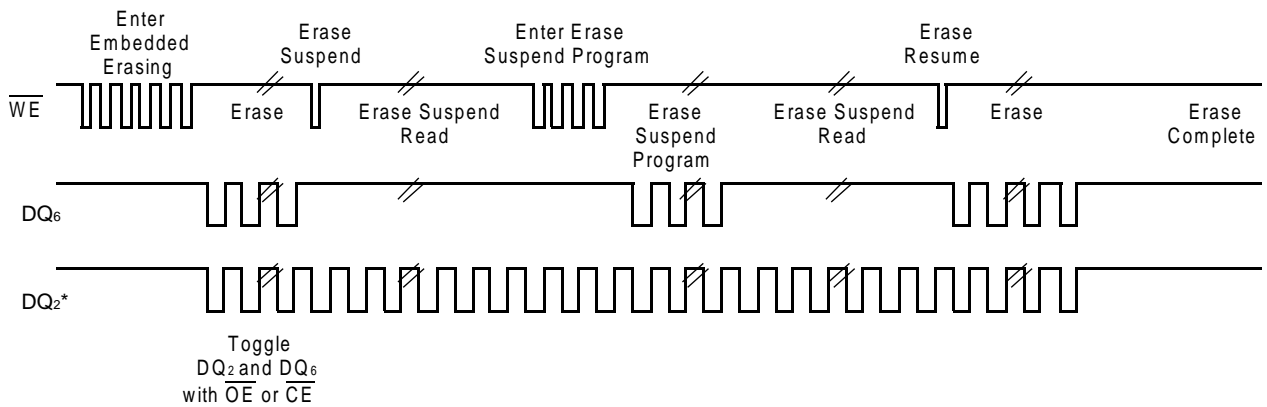 Enter
Embedded
Erasing
Erase
Suspend
Enter Erase
Suspend Program
Erase
Resume
WE
Erase
Erase Suspend
Read
Erase
Suspend
Program
Erase Suspend
Read
Erase
Erase
Complete
DQ6
DQ2*
Toggle
DQ2 and DQ6
with OE or CE